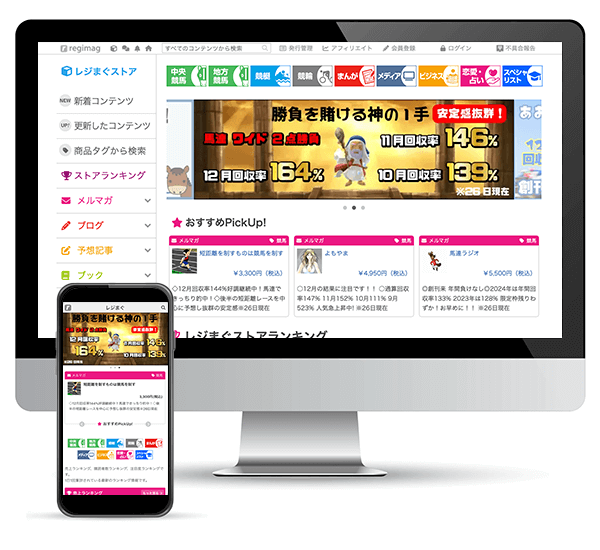 regimag
すべてのコンテンツから検索
発行管理
アフィリエイト
会員登録
ログイン
不具合報告
レジまぐストア
NEW 新着コンテンツ
UP! 更新したコンテンツ
商品タグから検索
ストアランキング
メルマガ
ブログ
予想記事
ブック
中央競馬
地方競馬
競艇
競輪
まんが
メディア
ビジネス
恋愛・占い
スペシャリスト
勝負を賭ける神の1手
安定感抜群!
馬連 ワイド 2点勝負
11月回収率 146%
12月回収率 164%
10月回収率 139%
※26日現在
創刊
おすすめPickUp!
メルマガ 競馬
短距離を制するものは競馬を制す
¥3,300円(税込)
○12月回収率144%好調継続中!馬連で
きっちり的中!○後半の短距離レースを中
心に予想し抜群の安定感※26日現在
メルマガ 競馬
よもやま
¥4,950円(税込)
○12月の結果に注目です!!○通算回収
率147% 11月152% 10月111% 9月
523% 人気急上昇中! ※26日現在
メルマガ 競馬
馬連ラジオ
¥5,500円(税込)
◎創刊来 年間負けなし◎2024年は年間回
収率133% 2023年は128% 限定枠残りわ
ずか!お早めに!! ※26日現在
レジまぐストアランキング
レジまぐ
勝負を賭ける神の1手
安定感抜群!
164%
146%
139%
メルマガ 競馬
短距離を制するものは競馬を制す
3,300円(税込)
おすすめPickUp!
売上ランキング